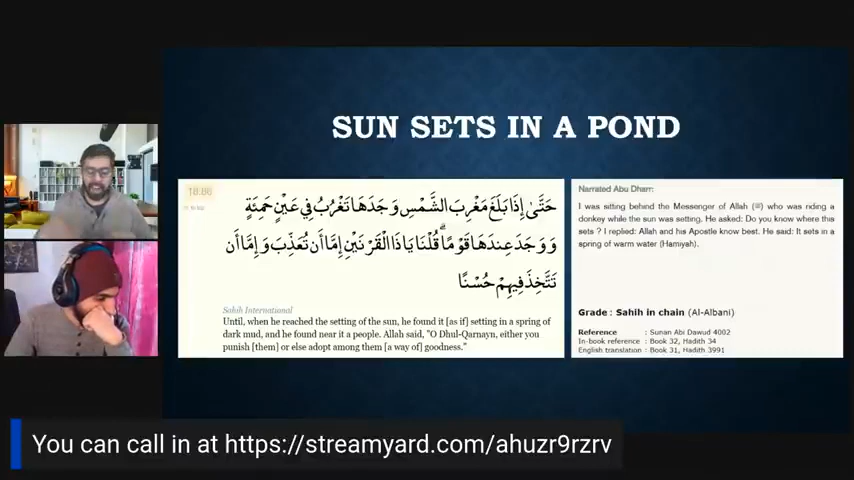 SUN SETS IN A POND
18:86
حَتَّىٰ إِذَا بَلَغَ مَغْرِبَ الشَّمْسِ وَجَدَهَا تَغْرُبُ فِي عَيْنٍ حَمِئَةٍ
وَوَجَدَ عِندَهَا قَوْمًا ۗ قُلْنَا يَا ذَا الْقَرْنَيْنِ إِمَّا أَن تُعَذِّبَ وَإِمَّا أَن
تَتَّخِذَ فِيهِمْ حُسْنًا
Sahih International
Until, when he reached the setting of the sun, he found it [as if] setting in a spring of
dark mud, and he found near it a people. Allah said, "O Dhul-Qarnayn, either you
punish [them] or else adopt among them [a way of] goodness."
Narrated Abu Dharr:
I was sitting behind the Messenger of Allah (ﷺ) who was riding a
donkey while the sun was setting. He asked: Do you know where this
sets ? I replied: Allah and his Apostle know best. He said: It sets in a
spring of warm water (Hamiyah).
Grade : Sahih in chain (Al-Albani)
Reference : Sunan Abi Dawud 4002
In-book reference : Book 32, Hadith 34
English translation : Book 31, Hadith 3991
You can call in at https://streamyard.com/ahuzr9rzrv